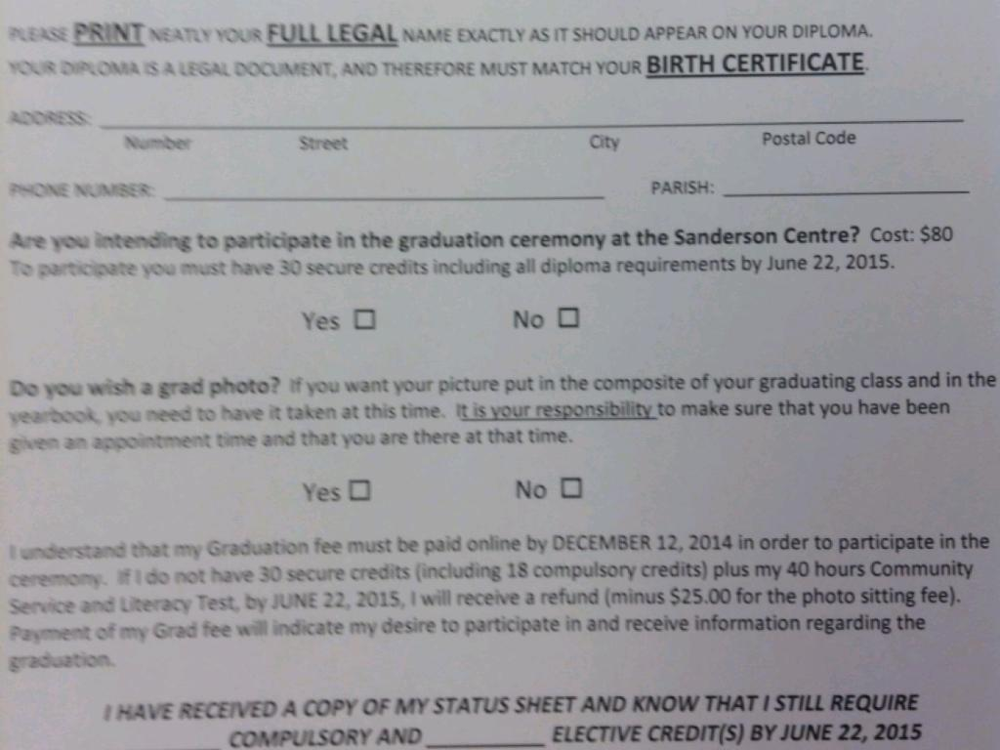 PLEASE PRINT NEATLY YOUR FULL LEGAL NAME EXACTLY AS IT SHOULD APPEAR ON YOUR DIPLOMA.
YOUR DIPLOMA IS A LEGAL DOCUMENT, AND THEREFORE MUST MATCH YOUR BIRTH CERTIFICATE.
ADDRESS:
Number Street City Postal Code
PHONE NUMBER: PARISH:
Are you intending to participate in the graduation ceremony at the Sanderson Centre? Cost: $80
To participate you must have 30 secure credits including all diploma requirements by June 22, 2015.
Yes ☐ No ☐
Do you wish a grad photo? If you want your picture put in the composite of your graduating class and in the
yearbook, you need to have it taken at this time. It is your responsibility to make sure that you have been
given an appointment time and that you are there at that time.
Yes ☐ No ☐
I understand that my Graduation fee must be paid online by DECEMBER 12, 2014 in order to participate in the
ceremony. If I do not have 30 secure credits (including 18 compulsory credits) plus my 40 hours Community
Service and Literacy Test, by JUNE 22, 2015, I will receive a refund (minus $25.00 for the photo sitting fee).
Payment of my Grad fee will indicate my desire to participate in and receive information regarding the
graduation.
I HAVE RECEIVED A COPY OF MY STATUS SHEET AND KNOW THAT I STILL REQUIRE
________ COMPULSORY AND ________ ELECTIVE CREDIT(S) BY JUNE 22, 2015